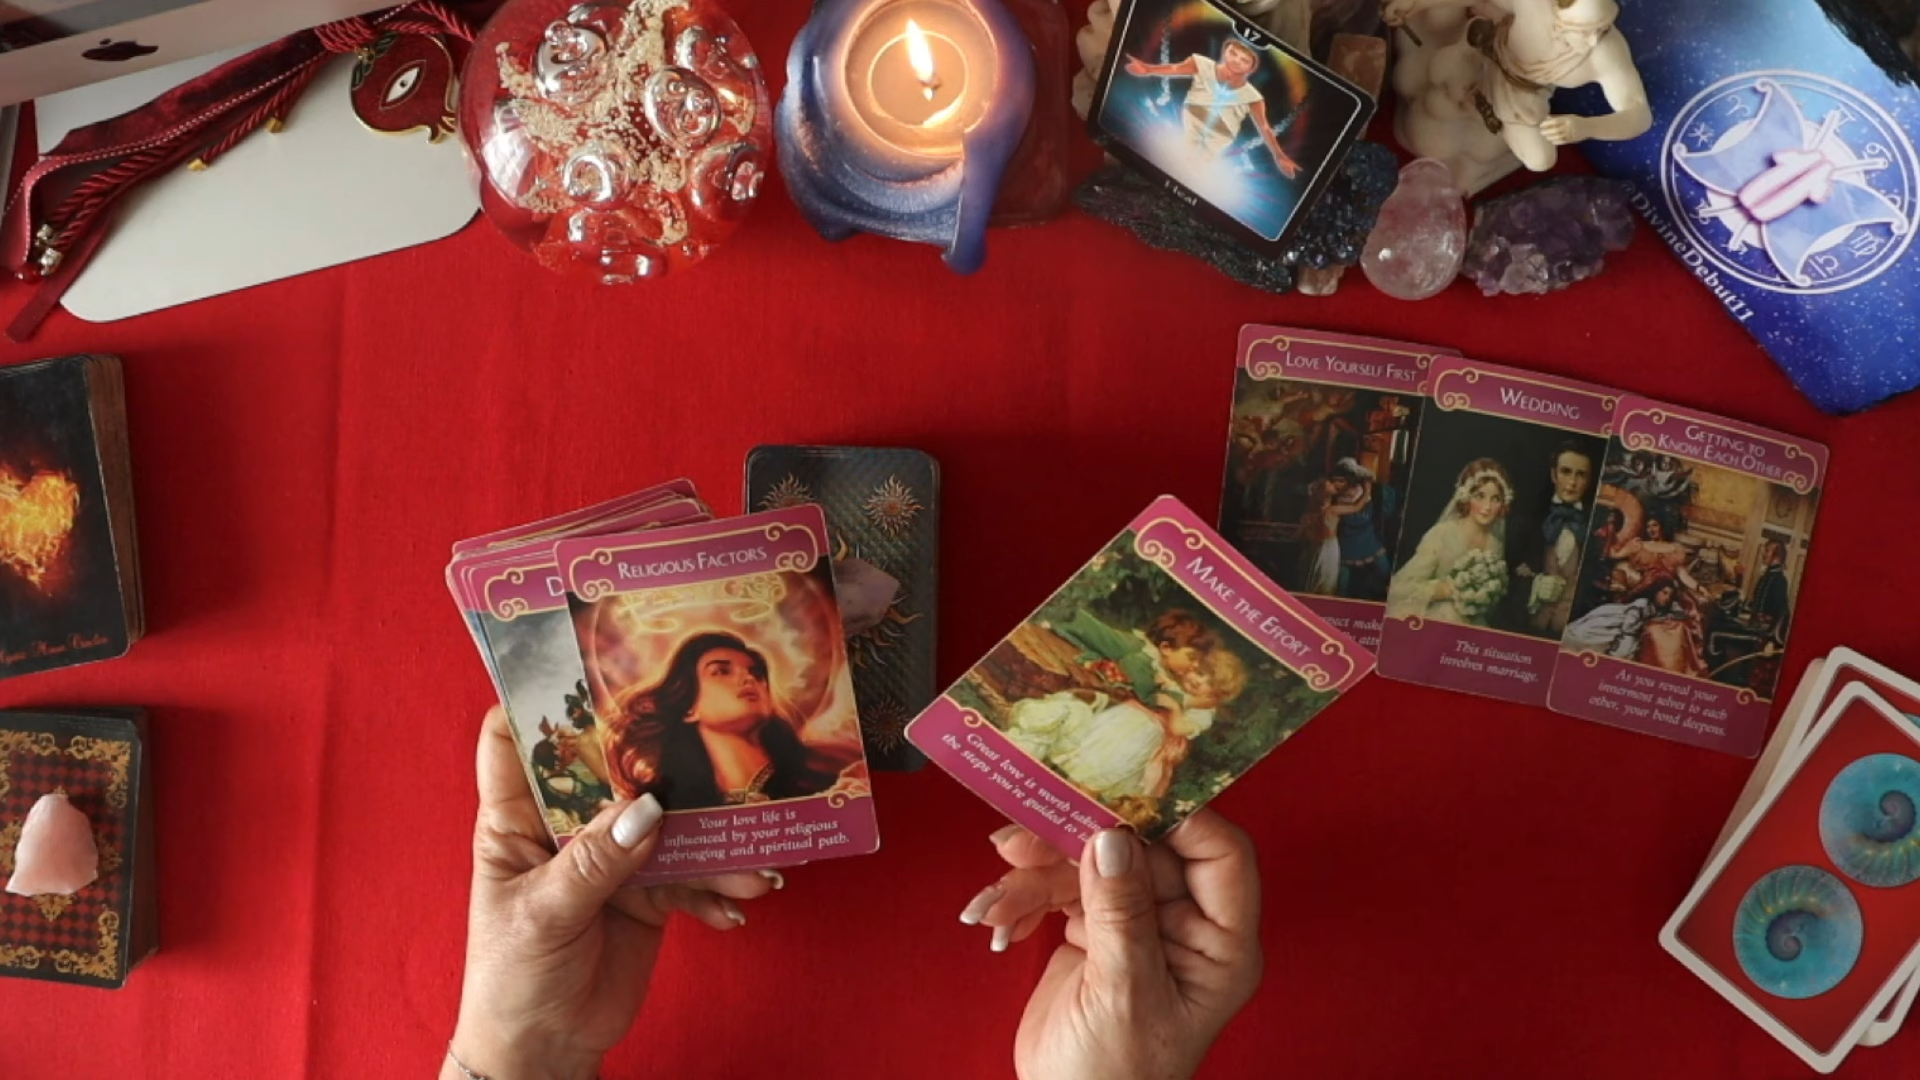 17
Heal
@DivineDebut11
LOVE YOURSELF FIRST
WEDDING
This situation
involves marriage.
GETTING TO
KNOW EACH OTHER
As you reveal your
innermost selves to each
other, your bond deepens.
RELIGIOUS FACTORS
Your love life is
influenced by your religious
upbringing and spiritual path.
MAKE THE EFFORT
Great love is worth taking
the steps you're guided to